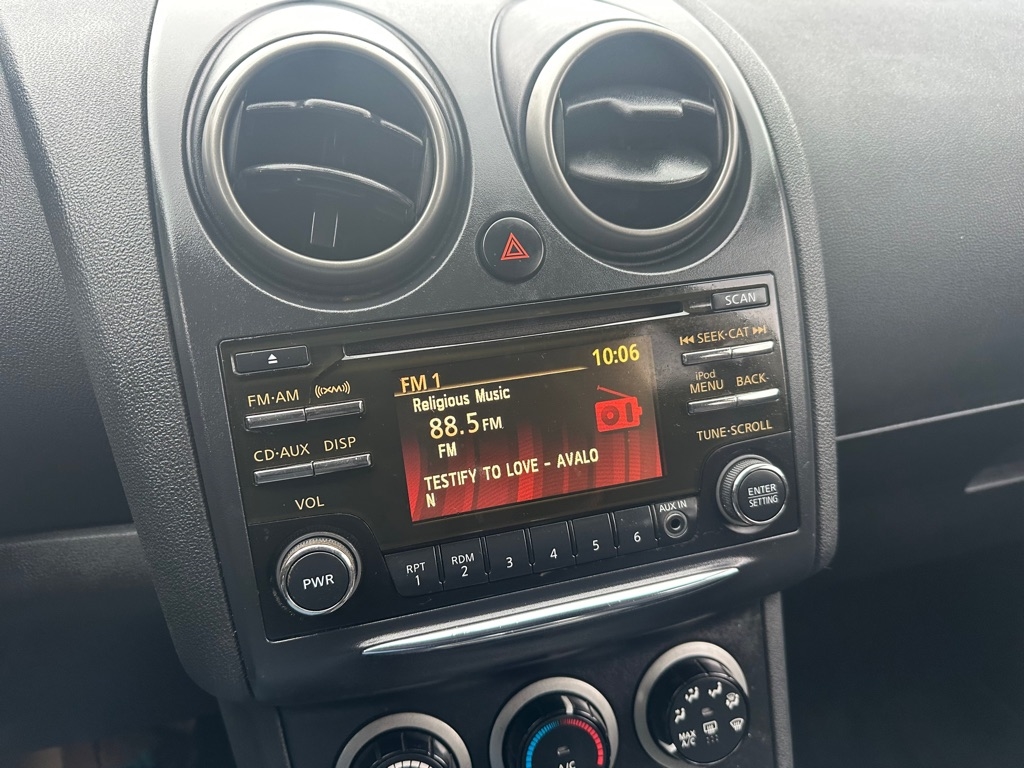 SCAN
SEEK·CAT
FM·AM
((XM))
10:06
FM 1
Religious Music
88.5 FM
FM
TESTIFY TO LOVE - AVALO
N
iPod
MENU
BACK
CD·AUX
DISP
TUNE·SCROLL
VOL
PWR
ENTER
SETTING
AUX IN
RPT
1
RDM
2
3
4
5
6
MAX
A/C
A/C